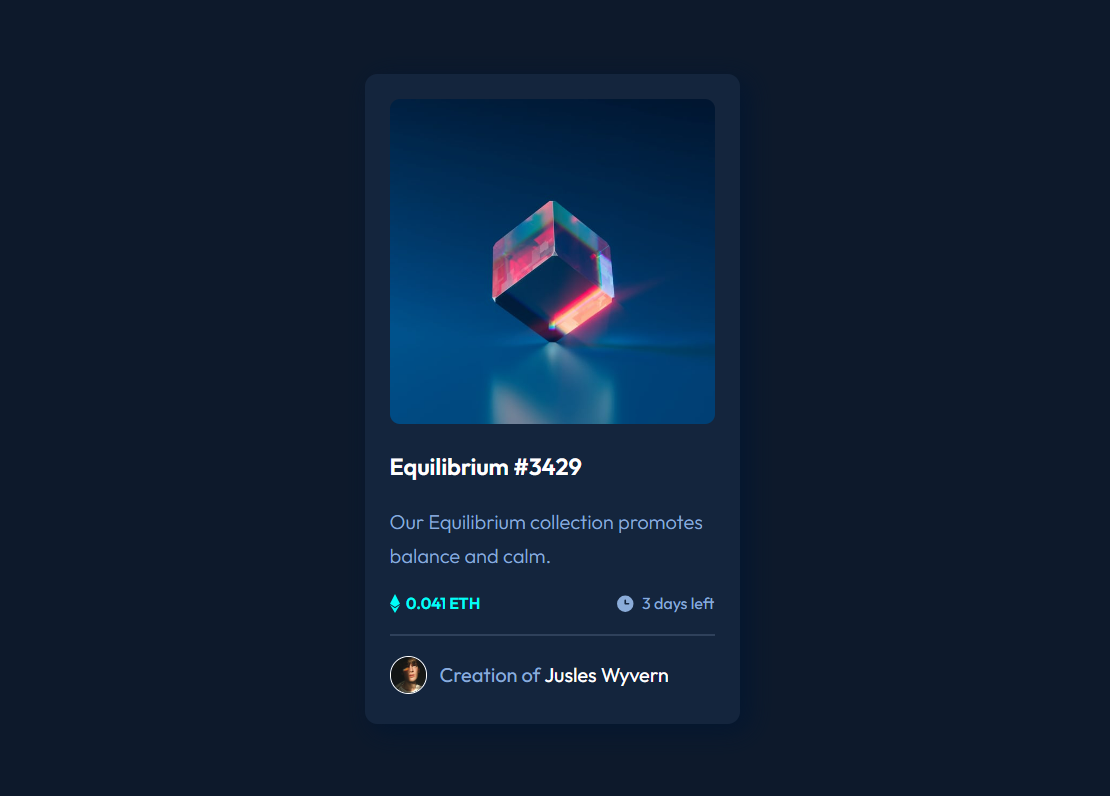 Equilibrium #3429
Our Equilibrium collection promotes
balance and calm.
0.041 ETH
3 days left
Creation of Jusles Wyvern